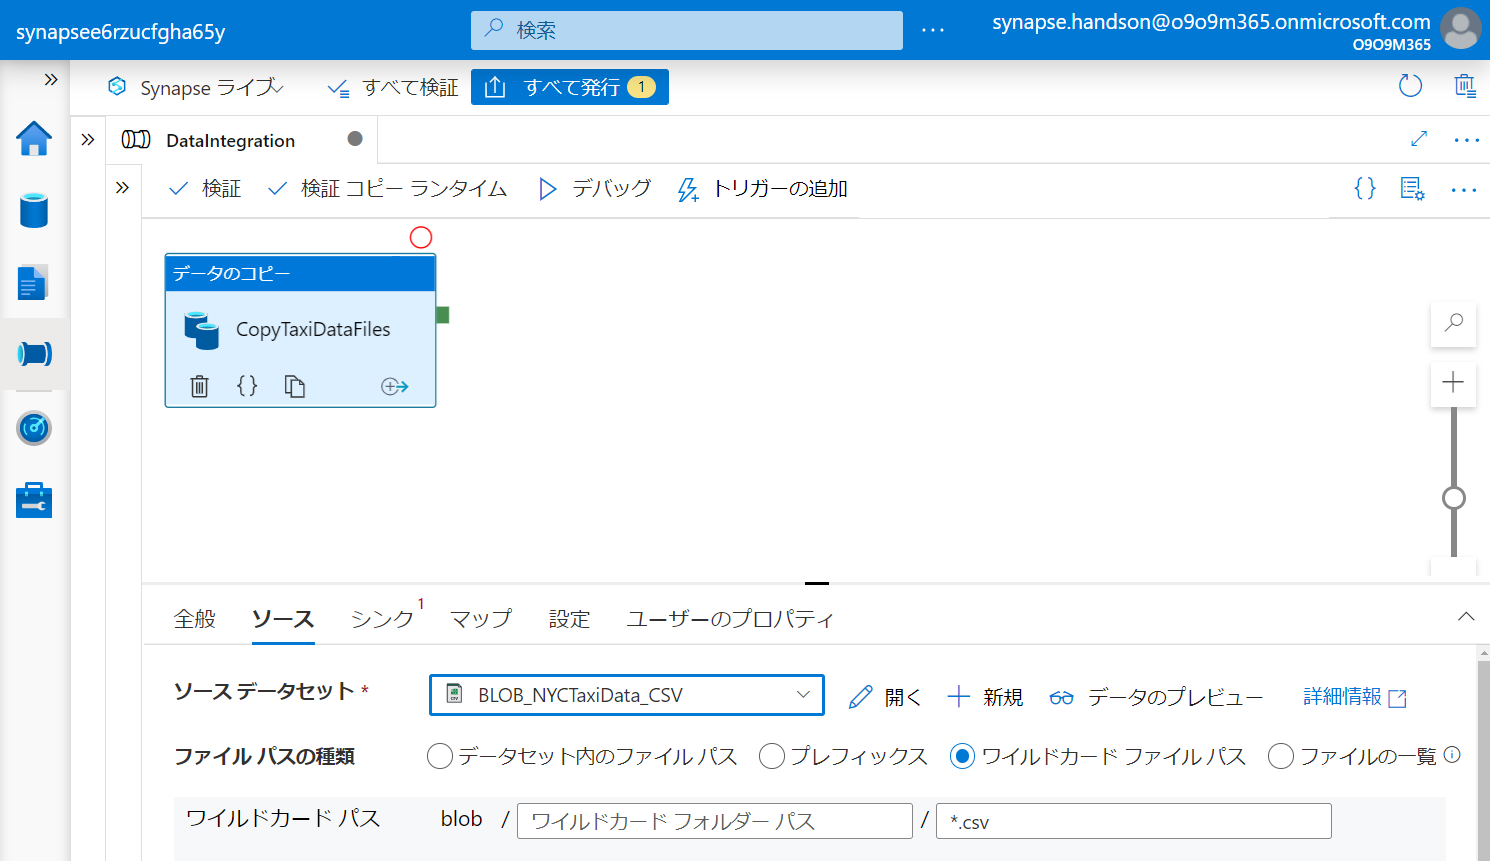 synapsee6rzucfgha65y
検索
synapse.handson@o9o9m365.onmicrosoft.com
O9O9M365
Synapse ライブ
すべて検証
すべて発行 1
DataIntegration
検証
検証 コピー ランタイム
デバッグ
トリガーの追加
データのコピー
CopyTaxiDataFiles
全般
ソース
シンク 1
マップ
設定
ユーザーのプロパティ
ソース データセット *
BLOB_NYCTaxiData_CSV
開く
新規
データのプレビュー
詳細情報
ファイル パスの種類
データセット内のファイル パス
プレフィックス
ワイルドカード ファイル パス
ファイルの一覧
ワイルドカード パス
blob / ワイルドカード フォルダー パス / *.csv